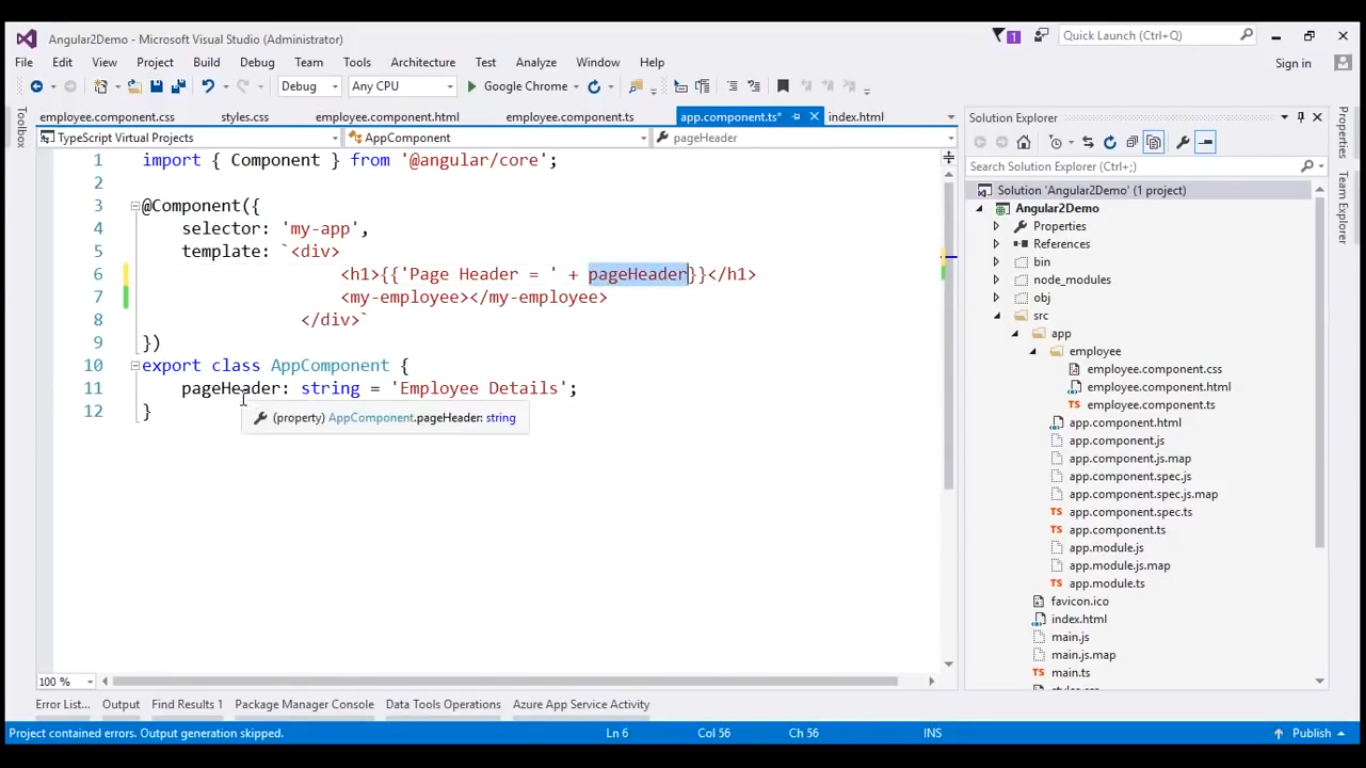 Angular2Demo - Microsoft Visual Studio (Administrator)
1
Quick Launch (Ctrl+Q)
File Edit View Project Build Debug Team Tools Architecture Test Analyze Window Help
Sign in
Debug Any CPU Google Chrome
Toolbox
employee.component.css styles.css employee.component.html employee.component.ts app.component.ts* index.html
TypeScript Virtual Projects AppComponent pageHeader
1 import { Component } from '@angular/core';
2
3 @Component({
4 selector: 'my-app',
5 template: `<div>
6 <h1>{{'Page Header = ' + pageHeader}}</h1>
7 <my-employee></my-employee>
8 </div>`
9 })
10 export class AppComponent {
11 pageHeader: string = 'Employee Details';
12 }
(property) AppComponent.pageHeader: string
100 %
Solution Explorer
Search Solution Explorer (Ctrl+;)
Solution 'Angular2Demo' (1 project)
Angular2Demo
Properties
References
bin
node_modules
obj
src
app
employee
employee.component.css
employee.component.html
TS employee.component.ts
app.component.html
app.component.js
app.component.js.map
app.component.spec.js
app.component.spec.js.map
TS app.component.spec.ts
TS app.component.ts
app.module.js
app.module.js.map
TS app.module.ts
favicon.ico
index.html
main.js
main.js.map
TS main.ts
Properties
Team Explorer
Error List... Output Find Results 1 Package Manager Console Data Tools Operations Azure App Service Activity
Project contained errors. Output generation skipped. Ln 6 Col 56 Ch 56 INS Publish